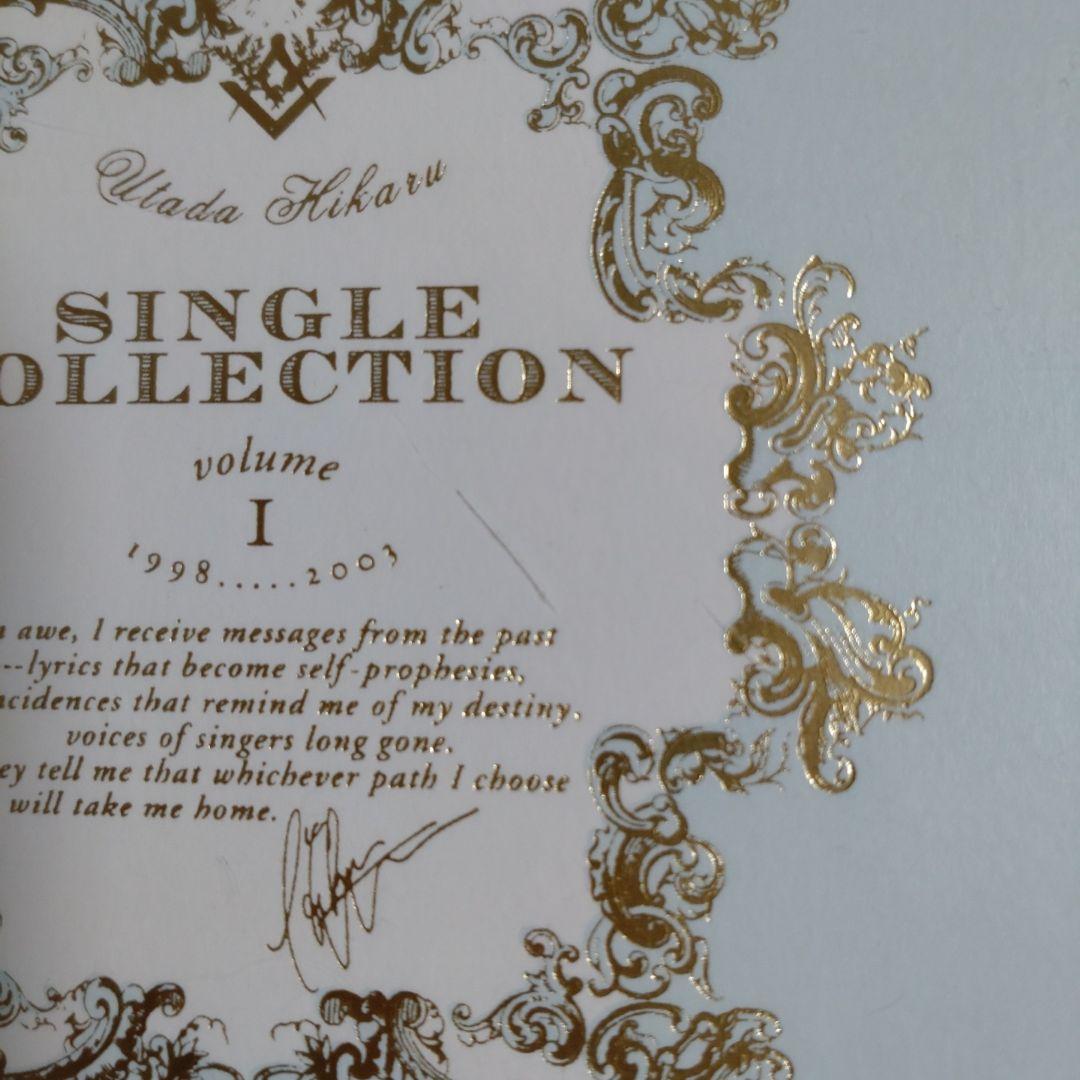 Utada Hikaru
SINGLE
OLLECTION
volume
I
1998.....2003
awe, I receive messages from the past
--lyrics that become self-prophesies,
cidences that remind me of my destiny,
voices of singers long gone.
ey tell me that whichever path I choose
will take me home.